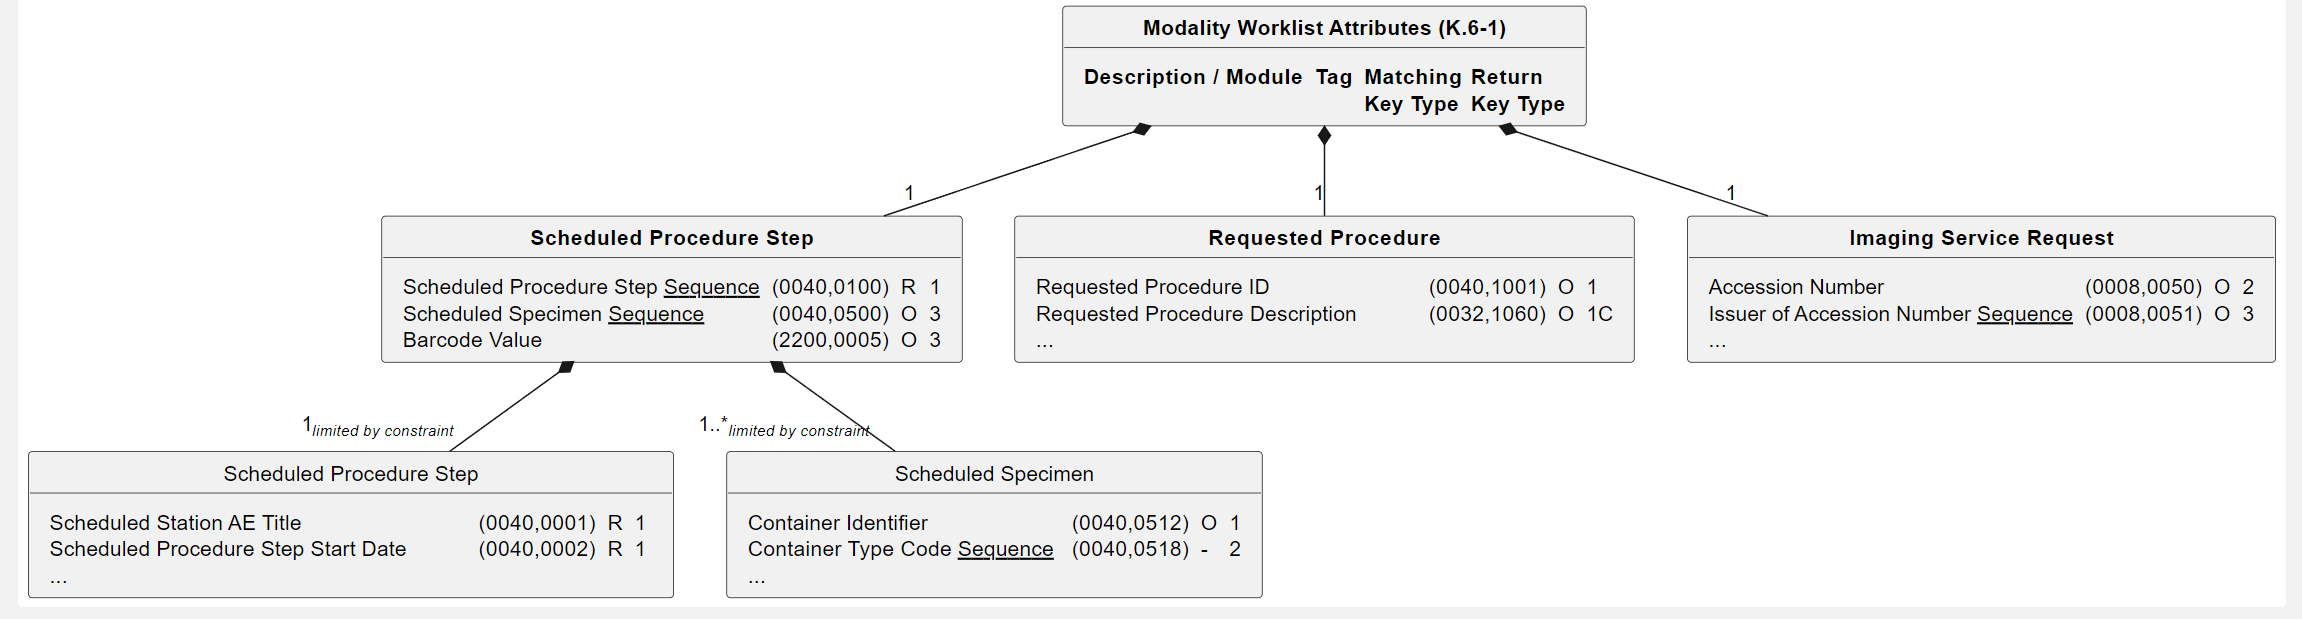 Modality Worklist Attributes (K.6-1)
Description / Module Tag Matching Return
Key Type Key Type
1
1
1
Scheduled Procedure Step
Scheduled Procedure Step Sequence (0040,0100) R 1
Scheduled Specimen Sequence (0040,0500) O 3
Barcode Value (2200,0005) O 3
Requested Procedure
Requested Procedure ID (0040,1001) O 1
Requested Procedure Description (0032,1060) O 1C
...
Imaging Service Request
Accession Number (0008,0050) O 2
Issuer of Accession Number Sequence (0008,0051) O 3
...
1 limited by constraint
1..* limited by constraint
Scheduled Procedure Step
Scheduled Station AE Title (0040,0001) R 1
Scheduled Procedure Step Start Date (0040,0002) R 1
...
Scheduled Specimen
Container Identifier (0040,0512) O 1
Container Type Code Sequence (0040,0518) - 2
...